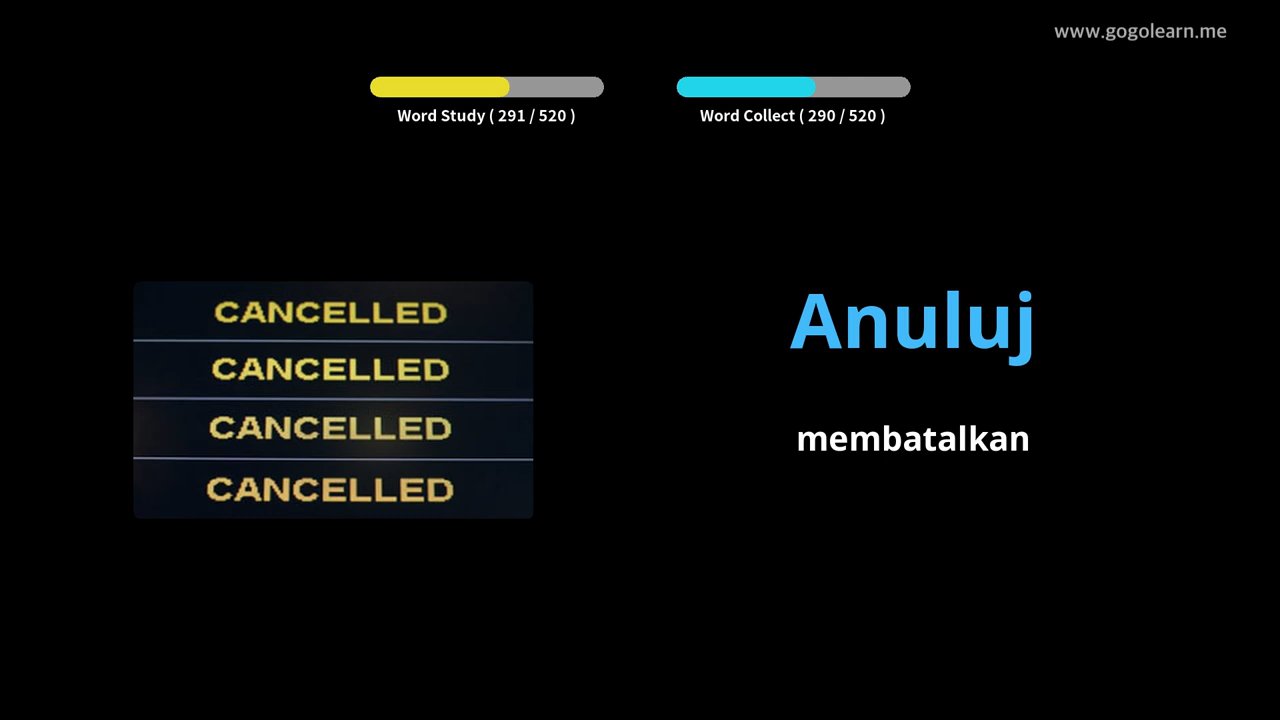 www.gogolearn.me
Word Study ( 291 / 520 )
Word Collect ( 290 / 520 )
CANCELLED
CANCELLED
CANCELLED
CANCELLED
Anuluj
membatalkan